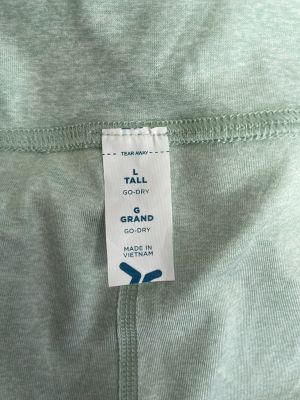 TEAR AWAY
L
TALL
GO-DRY
G
GRAND
GO-DRY
MADE IN
VIETNAM